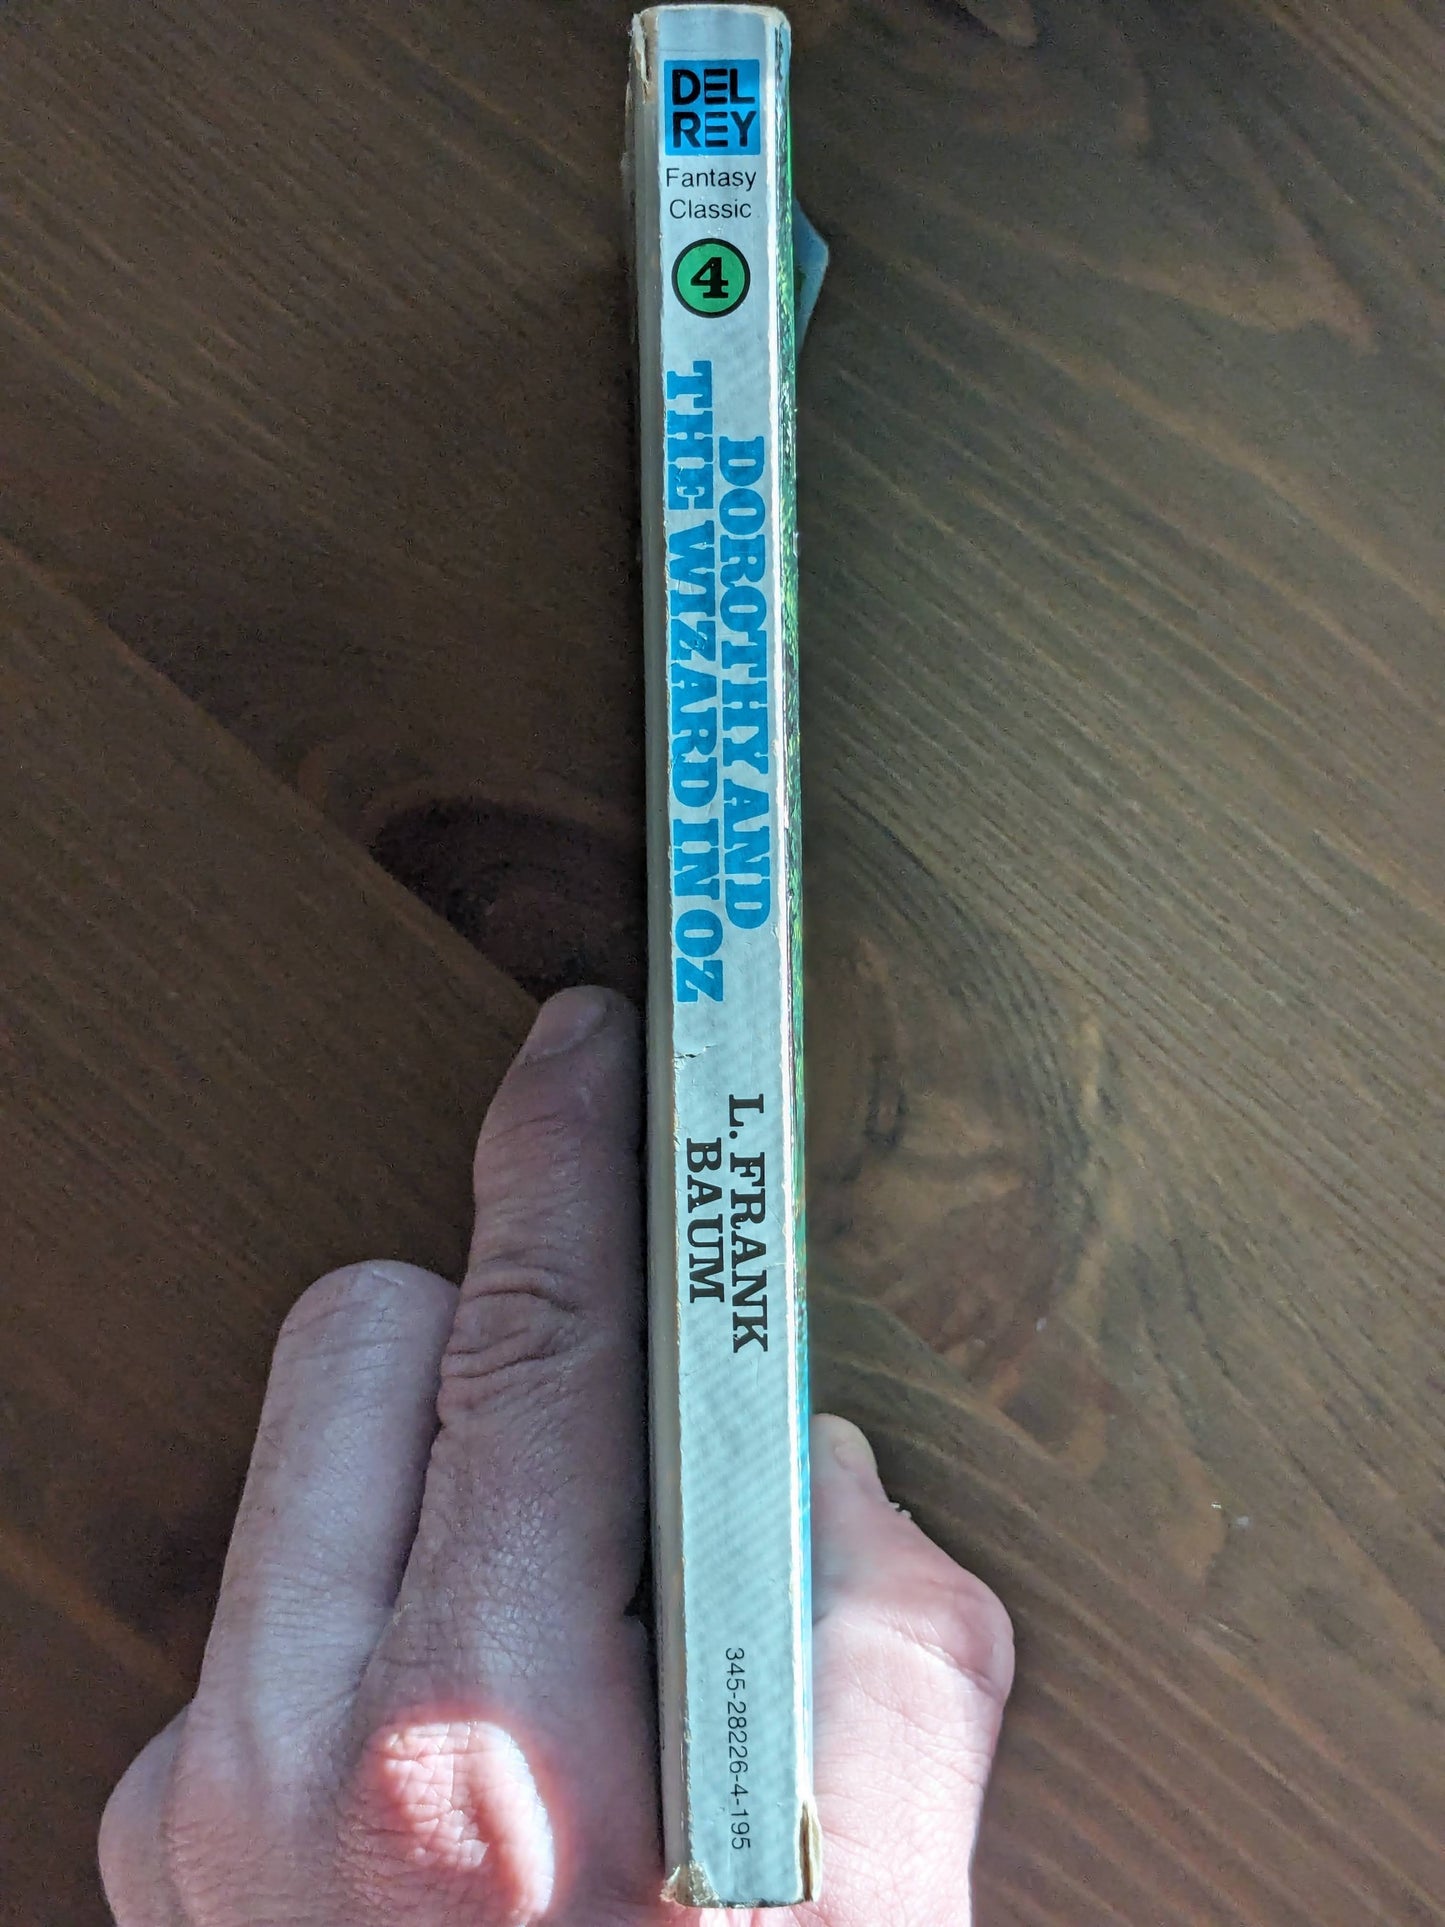 DEL
REY
Fantasy
Classic
4
DOROTHY AND
THE WIZARD IN OZ
L. FRANK
BAUM
345-28226-4-195